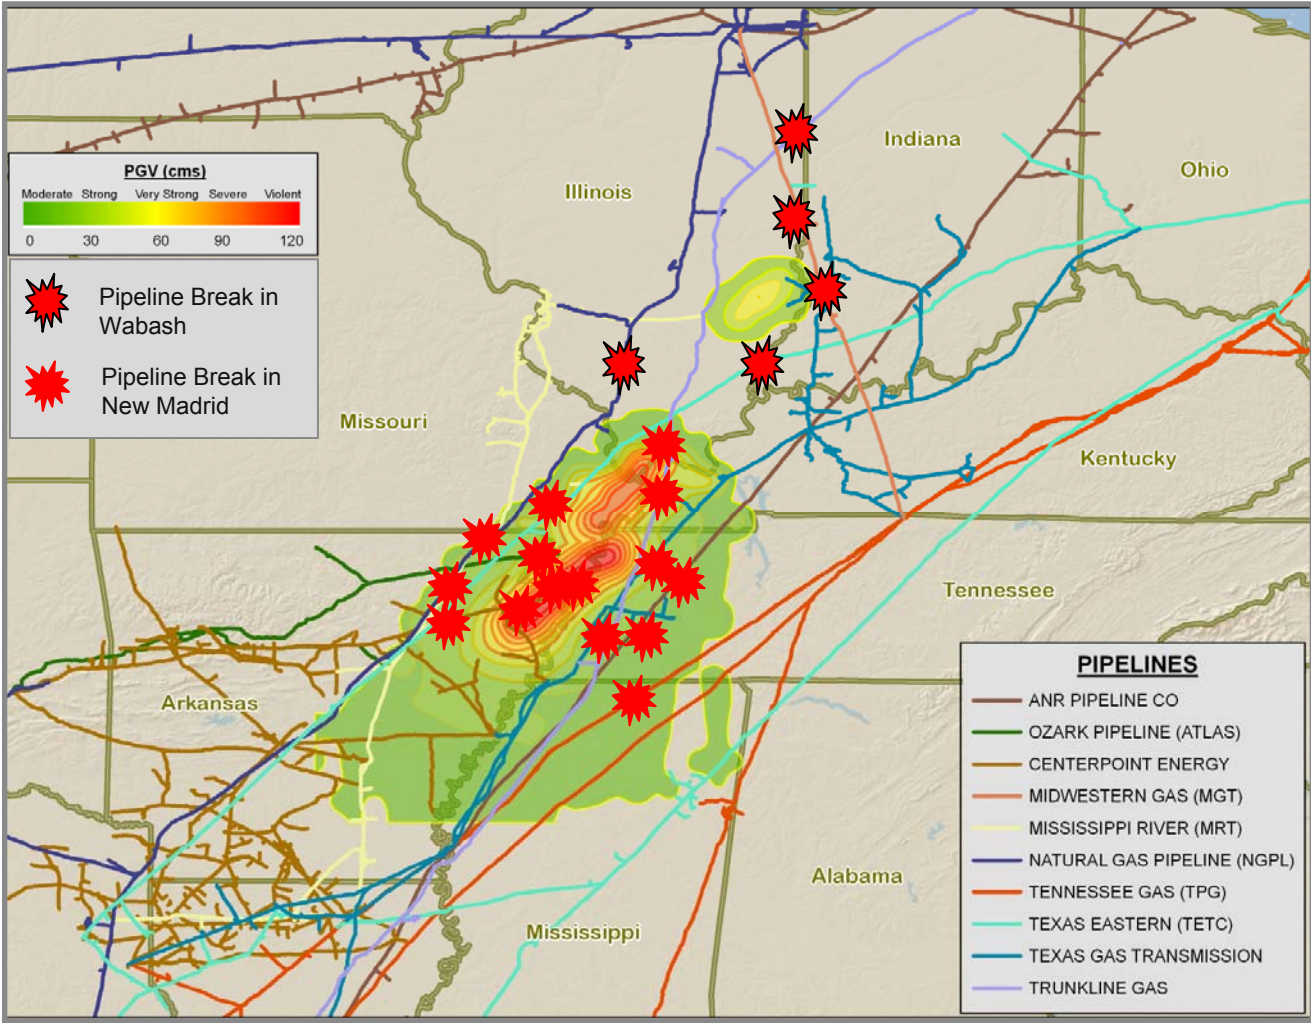 Indiana
Ohio
Illinois
PGV (cms)
Moderate Strong Very Strong Severe Violent
0 30 60 90 120
Pipeline Break in
Wabash
Pipeline Break in
New Madrid
Missouri
Kentucky
Tennessee
Arkansas
Alabama
Mississippi
PIPELINES
ANR PIPELINE CO
OZARK PIPELINE (ATLAS)
CENTERPOINT ENERGY
MIDWESTERN GAS (MGT)
MISSISSIPPI RIVER (MRT)
NATURAL GAS PIPELINE (NGPL)
TENNESSEE GAS (TPG)
TEXAS EASTERN (TETC)
TEXAS GAS TRANSMISSION
TRUNKLINE GAS